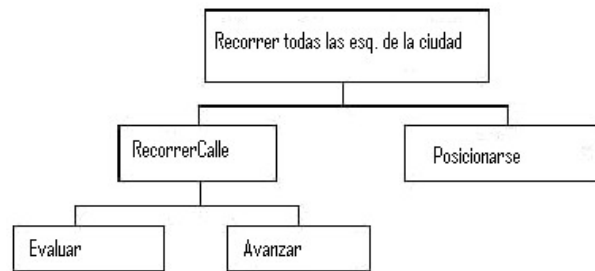 Recorrer todas las esq. de la ciudad
RecorrerCalle
Posicionarse
Evaluar
Avanzar